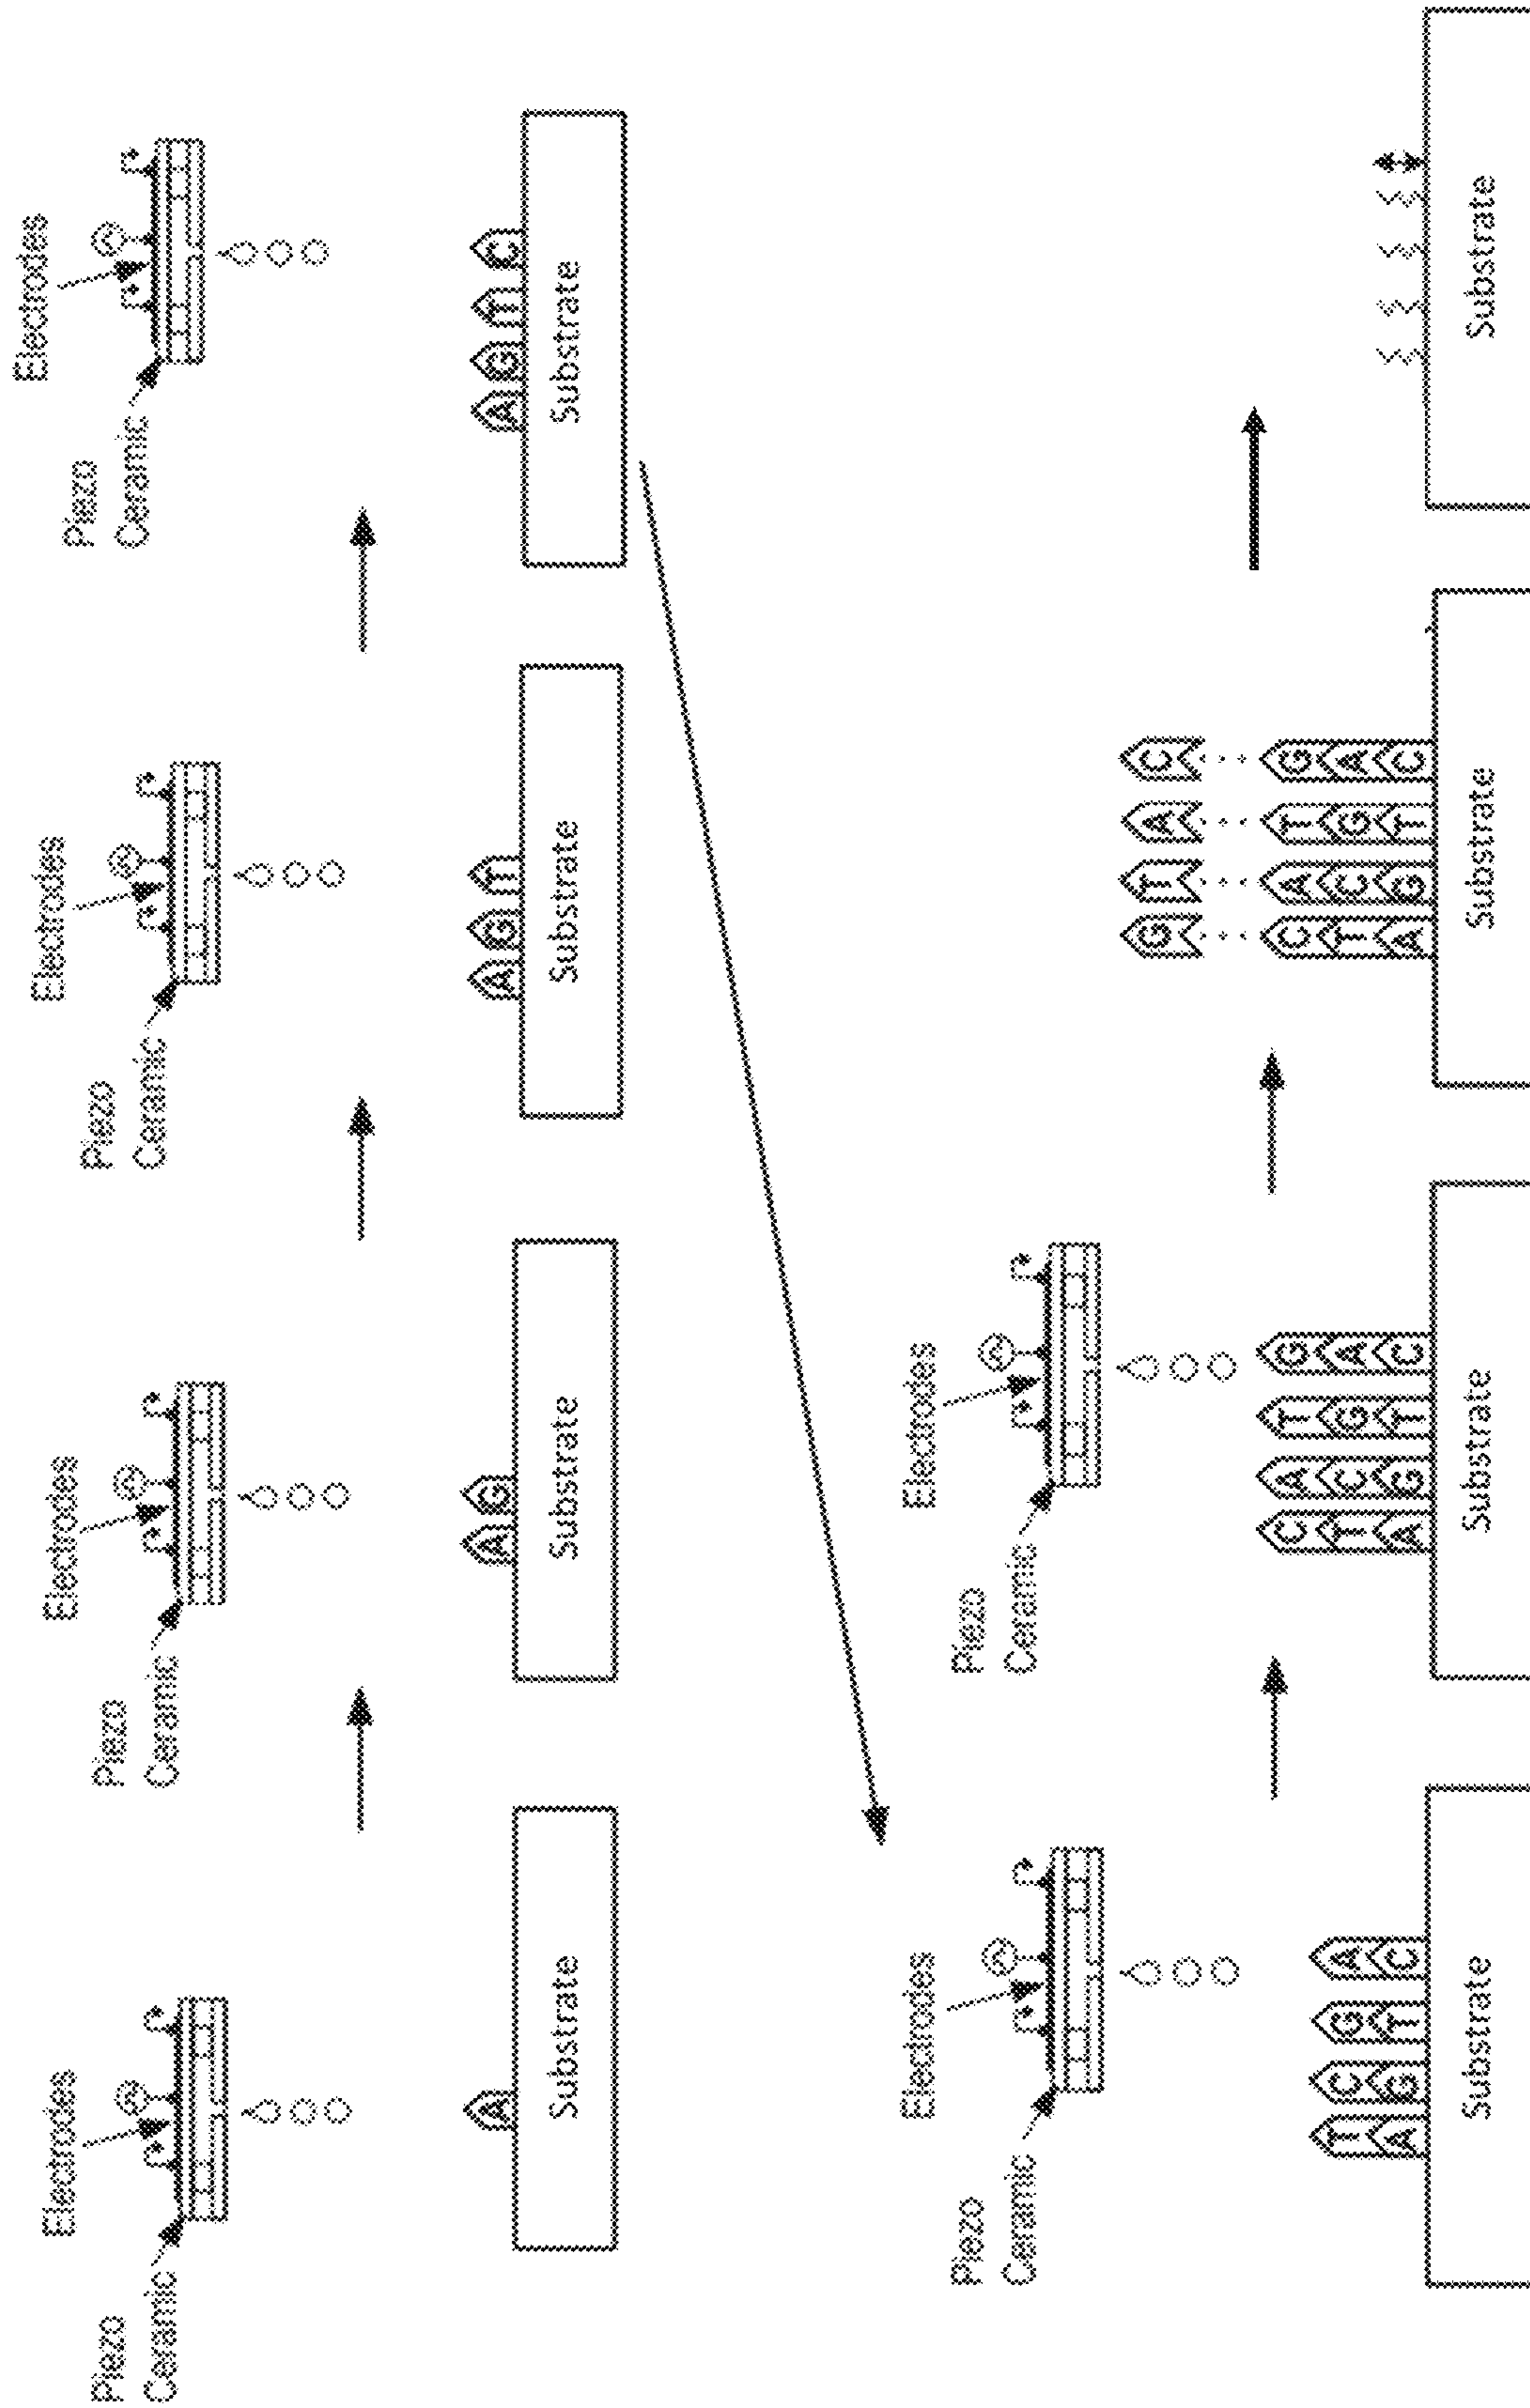 Electrodes
Piezo
Ceramic
A
Substrate
Electrodes
Piezo
Ceramic
A G
Substrate
Electrodes
Piezo
Ceramic
A G T
Substrate
Electrodes
Piezo
Ceramic
A G T C
Substrate
Electrodes
Piezo
Ceramic
T C G A
A G T C
Substrate
Electrodes
Piezo
Ceramic
C A T G
T C G A
A G T C
Substrate
G T A C
C A T G
T C G A
A G T C
Substrate
Substrate